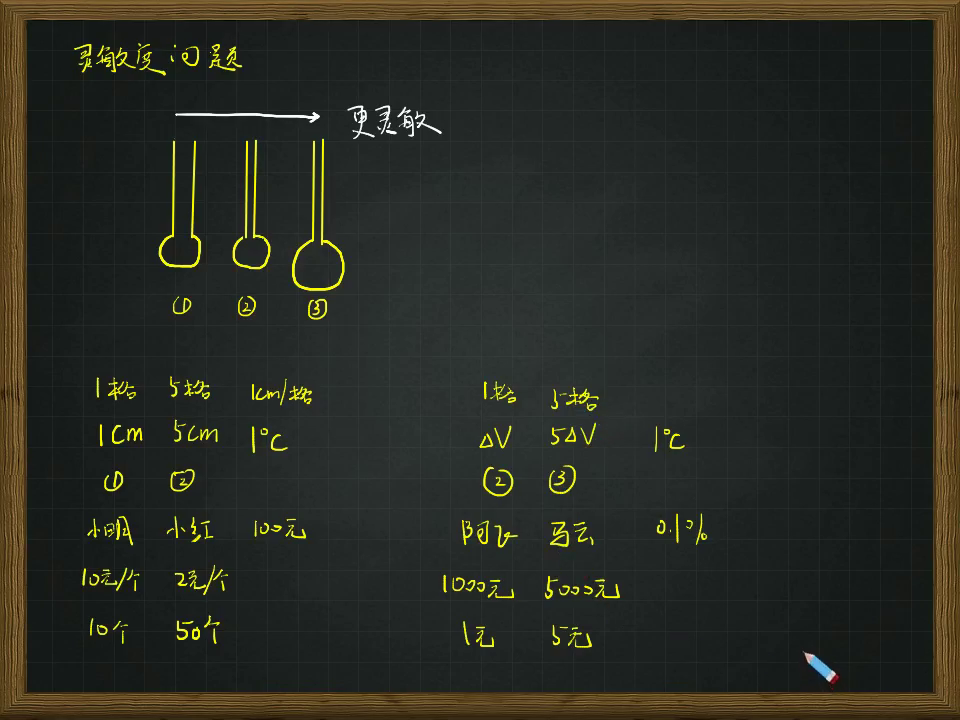 灵敏度问题
更灵敏
① ② ③
1格 5格 1cm/格
1cm 5cm 1℃
① ②
小明 小红 100元
10元/个 2元/个
10个 50个
1格 5格
ΔV 5ΔV 1℃
② ③
阿飞 马云 0.1%
1000元 5000元
1元 5元